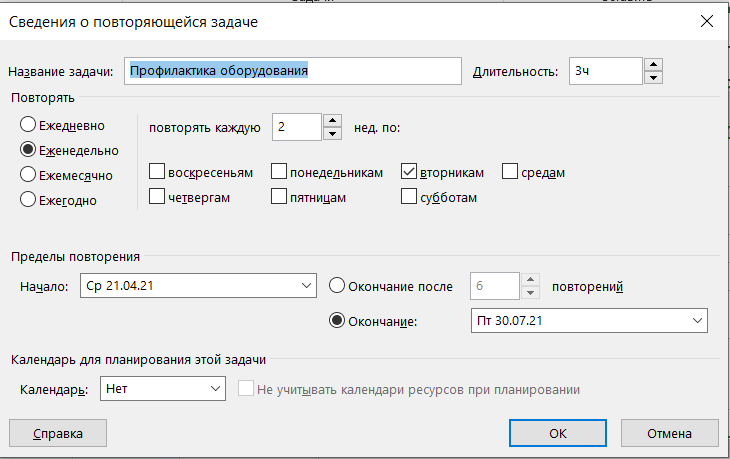 Сведения о повторяющейся задаче
Название задачи: Профилактика оборудования Длительность: 3ч
Повторять
Ежедневно
Еженедельно
Ежемесячно
Ежегодно
повторять каждую 2 нед. по:
воскресеньям понедельникам вторникам средам
четвергам пятницам субботам
Пределы повторения
Начало: Ср 21.04.21 Окончание после 6 повторений
Окончание: Пт 30.07.21
Календарь для планирования этой задачи
Календарь: Нет Не учитывать календари ресурсов при планировании
Справка OK Отмена